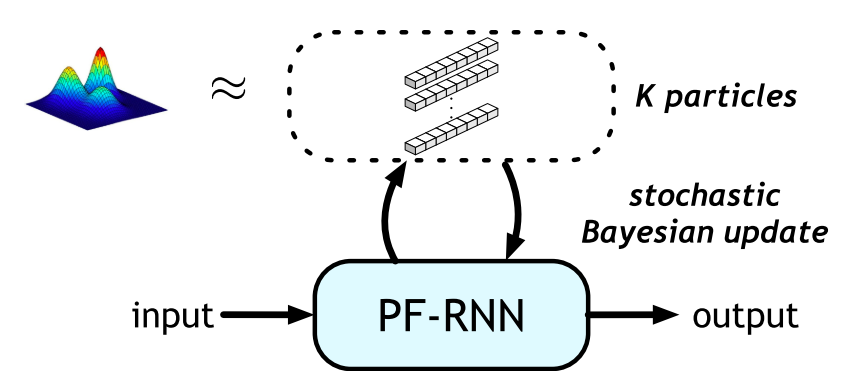 ≈
K particles
stochastic
Bayesian update
input
PF-RNN
output